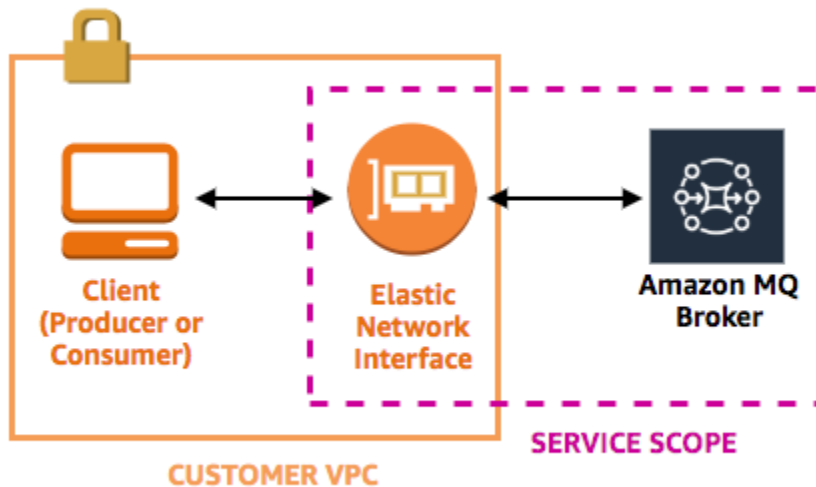 Client
(Producer or
Consumer)
Elastic
Network
Interface
Amazon MQ
Broker
SERVICE SCOPE
CUSTOMER VPC